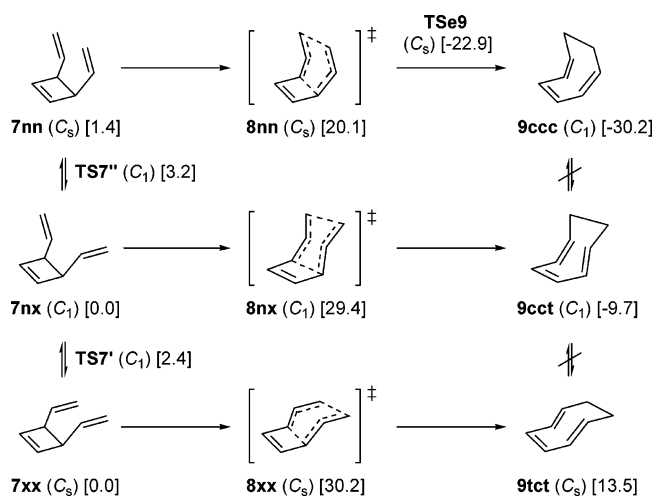 TSe9
(Cs) [-22.9]
‡
7nn (Cs) [1.4]
8nn (Cs) [20.1]
9ccc (C1) [-30.2]
TS7" (C1) [3.2]
‡
7nx (C1) [0.0]
8nx (C1) [29.4]
9cct (C1) [-9.7]
TS7' (C1) [2.4]
‡
7xx (Cs) [0.0]
8xx (Cs) [30.2]
9tct (Cs) [13.5]